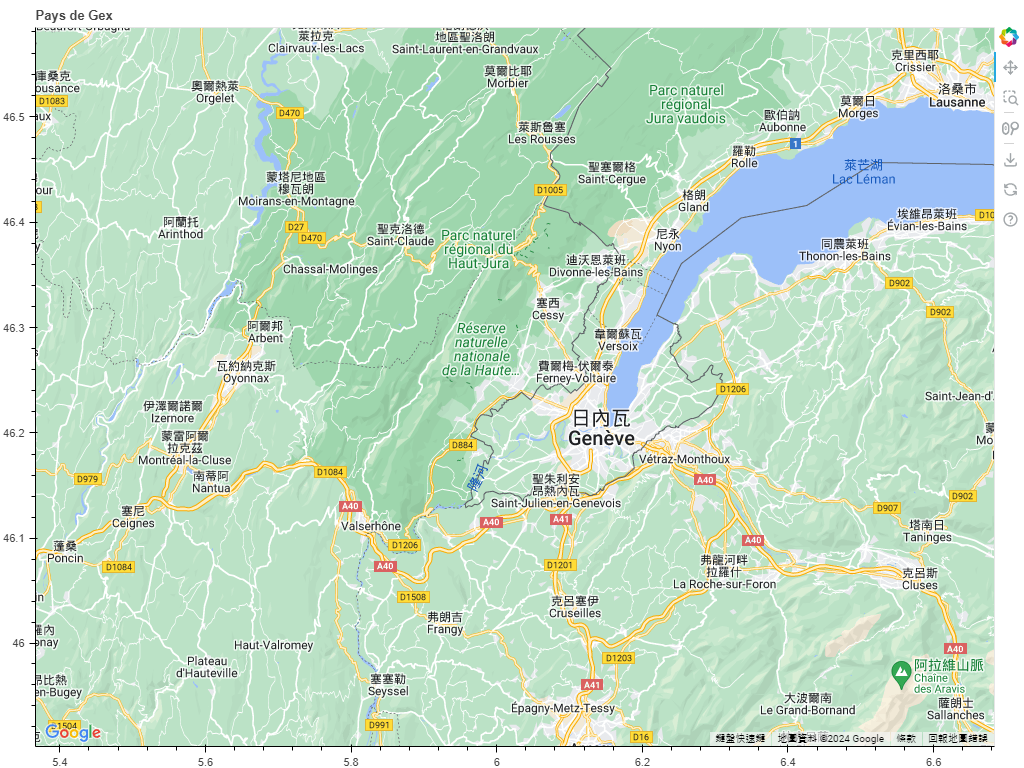 Pays de Gex
萊拉克
Clairvaux-les-Lacs
地區聖洛朗
Saint-Laurent-en-Grandvaux
克里西耶
Crissier
庫桑克
ousance
D1083
奧爾熱萊
Orgelet
莫爾比耶
Morbier
Parc naturel
régional
Jura vaudois
洛桑市
Lausanne
莫爾日
Morges
D470
46.5
歐伯訥
Aubonne
萊斯魯塞
Les Rousses
1
羅勒
Rolle
萊芒湖
Lac Léman
聖塞爾格
Saint-Cergue
蒙塔尼地區
穆瓦朗
Moirans-en-Montagne
D1005
格朗
Gland
埃維昂萊班
Évian-les-Bains
46.4
阿蘭托
Arinthod
D27
D470
聖克洛德
Saint-Claude
Parc naturel
régional du
Haut-Jura
尼永
Nyon
同農萊班
Thonon-les-Bains
Chassal-Molinges
迪沃恩萊班
Divonne-les-Bains
D902
塞西
Cessy
D902
46.3
阿爾邦
Arbent
Réserve
naturelle
nationale
de la Haute...
韋爾蘇瓦
Versoix
瓦約納克斯
Oyonnax
費爾梅-伏爾泰
Ferney-Voltaire
D1206
Saint-Jean-d'
伊澤爾諾爾
Izernore
日內瓦
Genève
46.2
蒙雷阿爾
拉克茲
Montréal-la-Cluse
D884
Vétraz-Monthoux
D979
南蒂阿
Nantua
D1084
隆河
聖朱利安
昂熱內瓦
Saint-Julien-en-Genevois
A40
D902
D907
塞尼
Ceignes
A40
Valserhône
A40
A41
塔南日
Taninges
46.1
蓬桑
Poncin
D1206
A40
D1084
A40
D1201
弗龍河畔
拉羅什
La Roche-sur-Foron
克呂斯
Cluses
D1508
弗朗吉
Frangy
克呂塞伊
Cruseilles
46
Haut-Valromey
A40
D1203
Plateau
d'Hauteville
阿拉維山脈
Chaine
des Aravis
塞塞勒
Seyssel
A41
en-Bugey
大波爾南
Le Grand-Bornand
薩朗士
Sallanches
Épagny-Metz-Tessy
D1504
D991
D16
Google
鍵盤快速鍵 地圖資料 ©2024 Google 條款 回報地圖錯誤
5.4 5.6 5.8 6 6.2 6.4 6.6